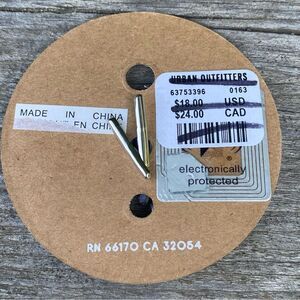 URBAN OUTFITTERS
63753396 0163
$18.00 USD
$24.00 CAD
MADE IN CHINA
EN CHINE
electronically
protected
RN 66170 CA 32054